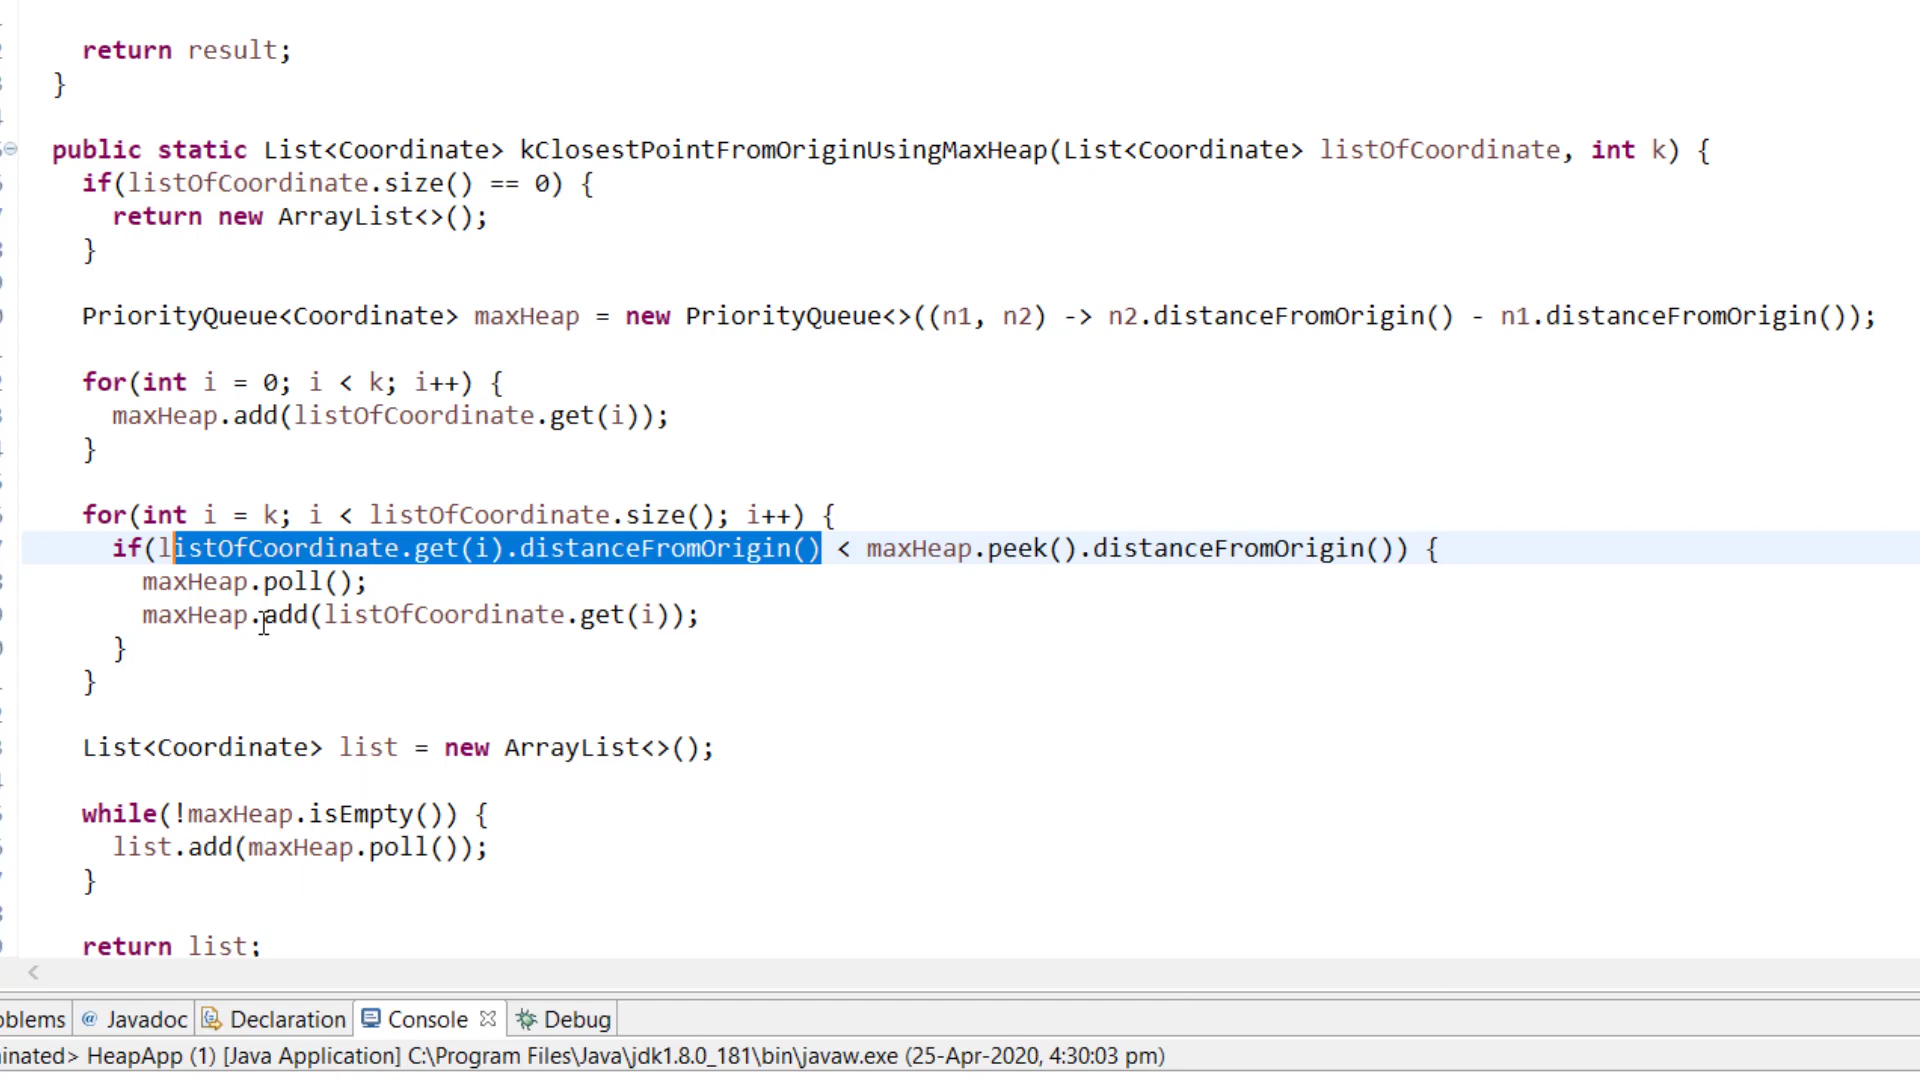 return result;
}
public static List<Coordinate> kClosestPointFromOriginUsingMaxHeap(List<Coordinate> listOfCoordinate, int k) {
if(listOfCoordinate.size() == 0) {
return new ArrayList<>();
}
PriorityQueue<Coordinate> maxHeap = new PriorityQueue<>((n1, n2) -> n2.distanceFromOrigin() - n1.distanceFromOrigin());
for(int i = 0; i < k; i++) {
maxHeap.add(listOfCoordinate.get(i));
}
for(int i = k; i < listOfCoordinate.size(); i++) {
if(listOfCoordinate.get(i).distanceFromOrigin() < maxHeap.peek().distanceFromOrigin()) {
maxHeap.poll();
maxHeap.add(listOfCoordinate.get(i));
}
}
List<Coordinate> list = new ArrayList<>();
while(!maxHeap.isEmpty()) {
list.add(maxHeap.poll());
}
return list;
oblems @ Javadoc Declaration Console Debug
inated> HeapApp (1) [Java Application] C:\Program Files\Java\jdk1.8.0_181\bin\javaw.exe (25-Apr-2020, 4:30:03 pm)